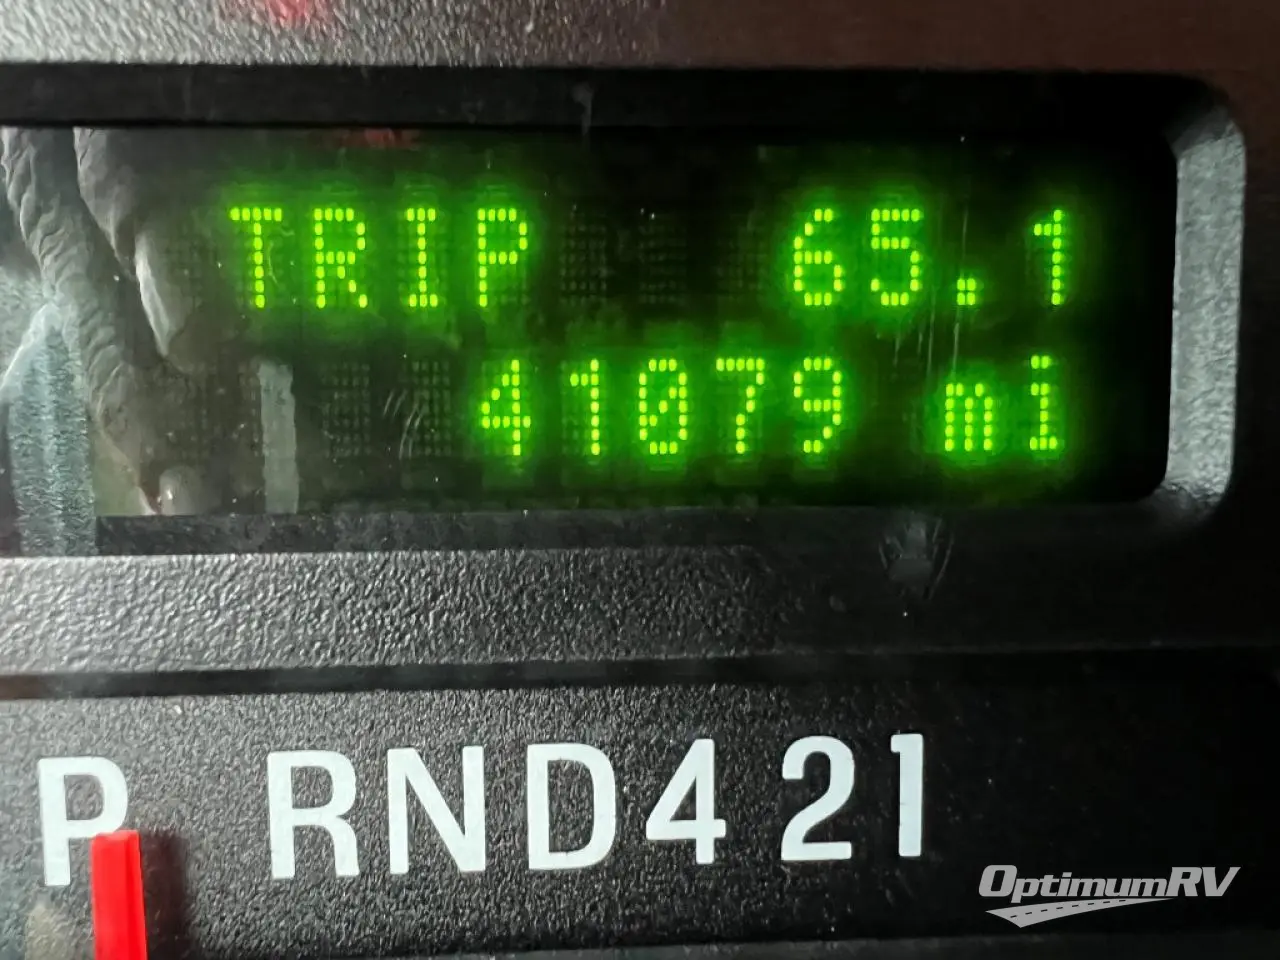 TRIP 65.1
41079 mi
P RND421
OptimumRV